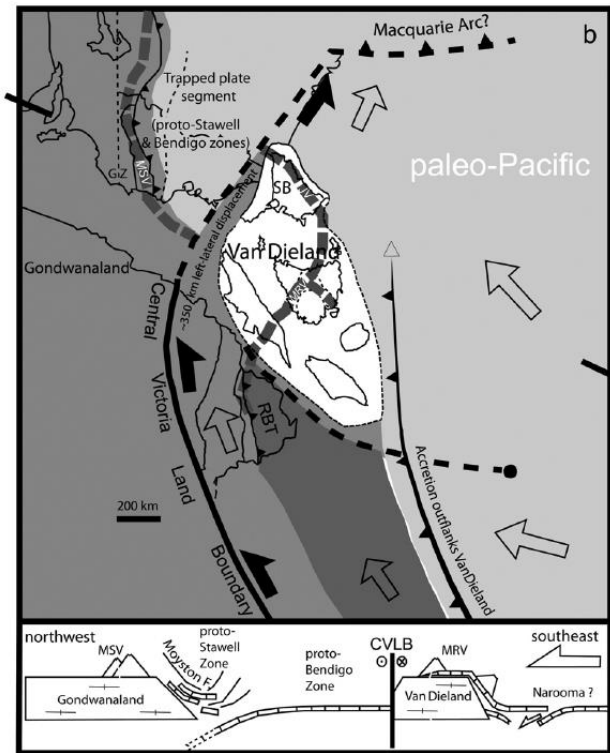 Macquarie Arc?
b
Trapped plate
segment
(proto-Stawell
& Bendigo zones)
GIZ
MSV
SB
~350 km left-lateral displacement
paleo-Pacific
Van Dieland
MRV
Gondwanaland
Central
Victoria
Land
Boundary
RBT
200 km
Accretion outflanks VanDieland
northwest
MSV
Moyston F.
proto-
Stawell
Zone
proto-
Bendigo
Zone
CVLB
MRV
southeast
Gondwanaland
Van Dieland
Narooma ?